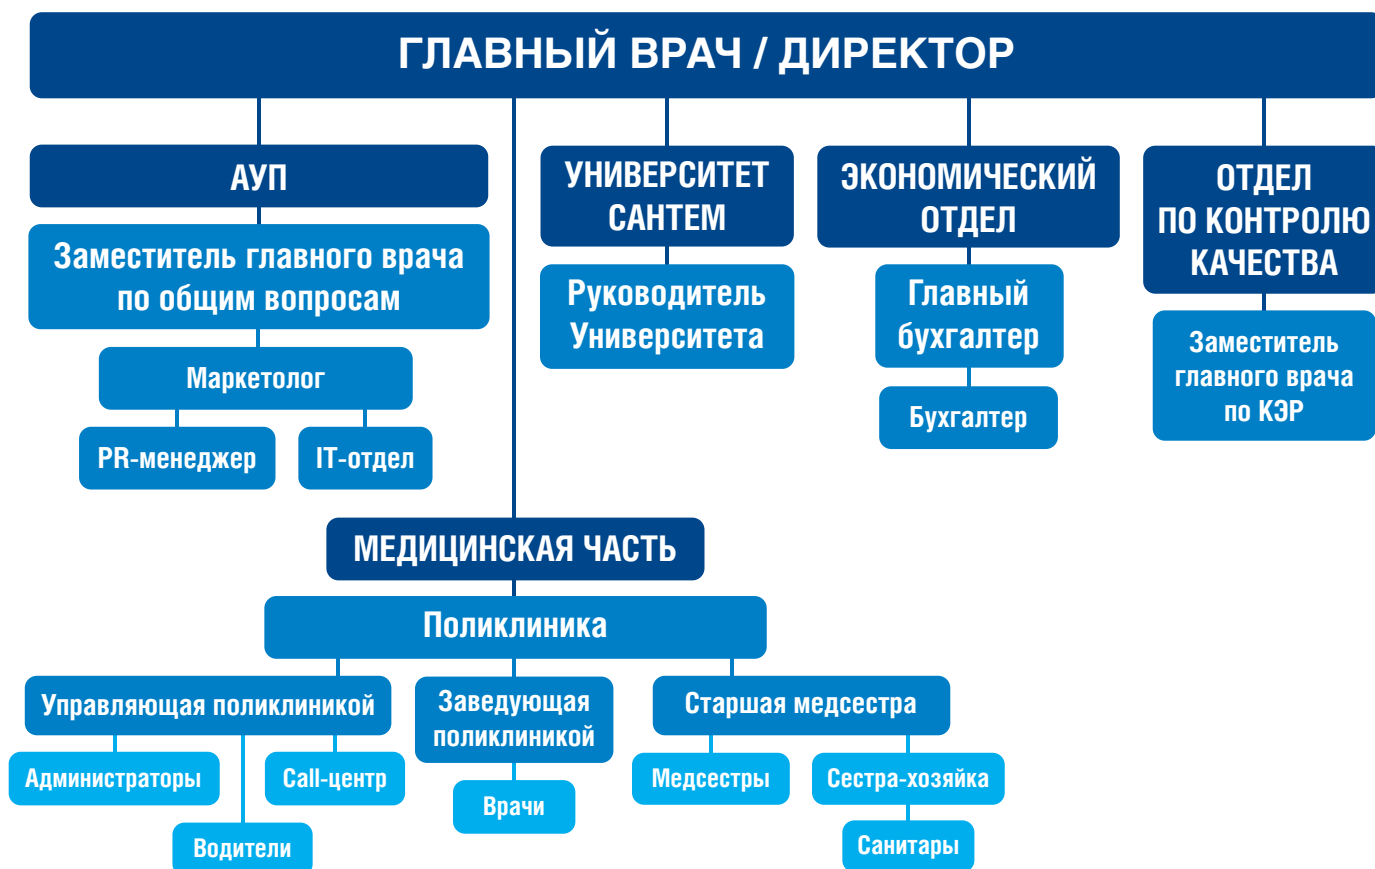 ГЛАВНЫЙ ВРАЧ / ДИРЕКТОР
АУП
Заместитель главного врача
по общим вопросам
Маркетолог
PR-менеджер
IT-отдел
УНИВЕРСИТЕТ
САНТЕМ
Руководитель
Университета
ЭКОНОМИЧЕСКИЙ
ОТДЕЛ
Главный
бухгалтер
Бухгалтер
ОТДЕЛ
ПО КОНТРОЛЮ
КАЧЕСТВА
Заместитель
главного врача
по КЭР
МЕДИЦИНСКАЯ ЧАСТЬ
Поликлиника
Управляющая поликлиникой
Администраторы
Водители
Call-центр
Заведующая
поликлиникой
Врачи
Старшая медсестра
Медсестры
Сестра-хозяйка
Санитары